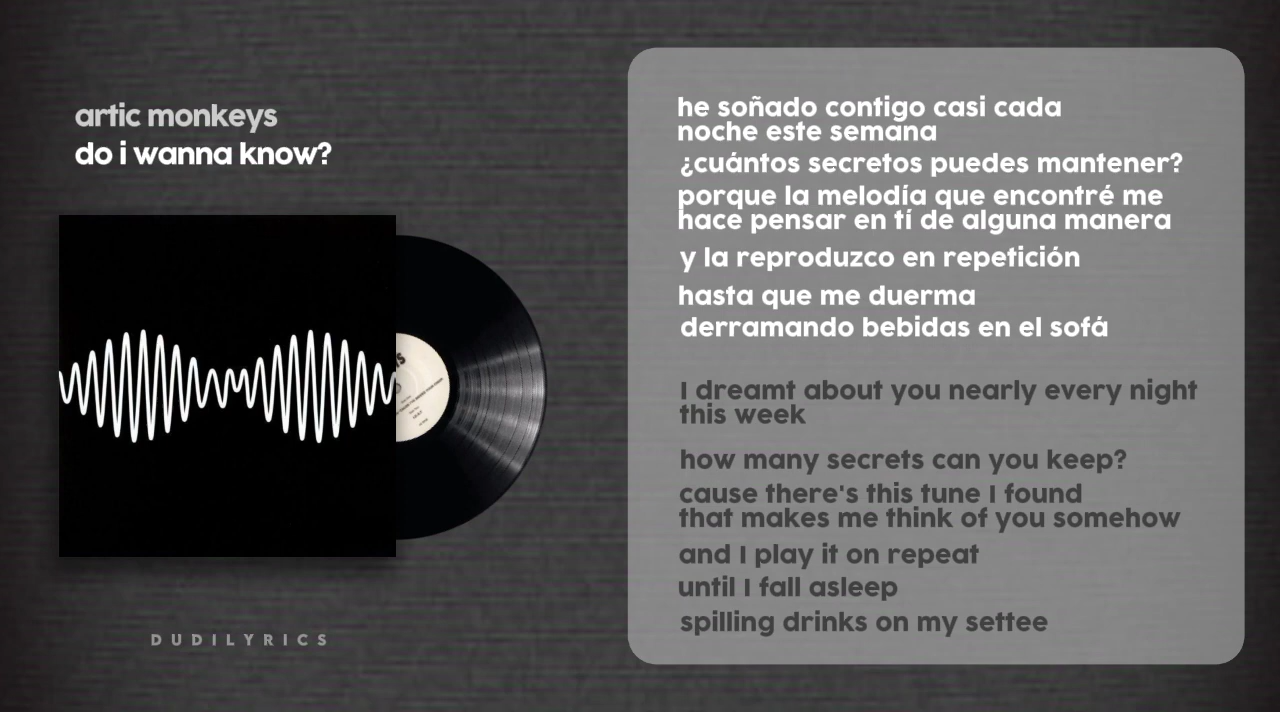 artic monkeys
do i wanna know?
DUDILYRICS
he soñado contigo casi cada
noche este semana
¿cuántos secretos puedes mantener?
porque la melodía que encontré me
hace pensar en tí de alguna manera
y la reproduzco en repetición
hasta que me duerma
derramando bebidas en el sofá
I dreamt about you nearly every night
this week
how many secrets can you keep?
cause there's this tune I found
that makes me think of you somehow
and I play it on repeat
until I fall asleep
spilling drinks on my settee